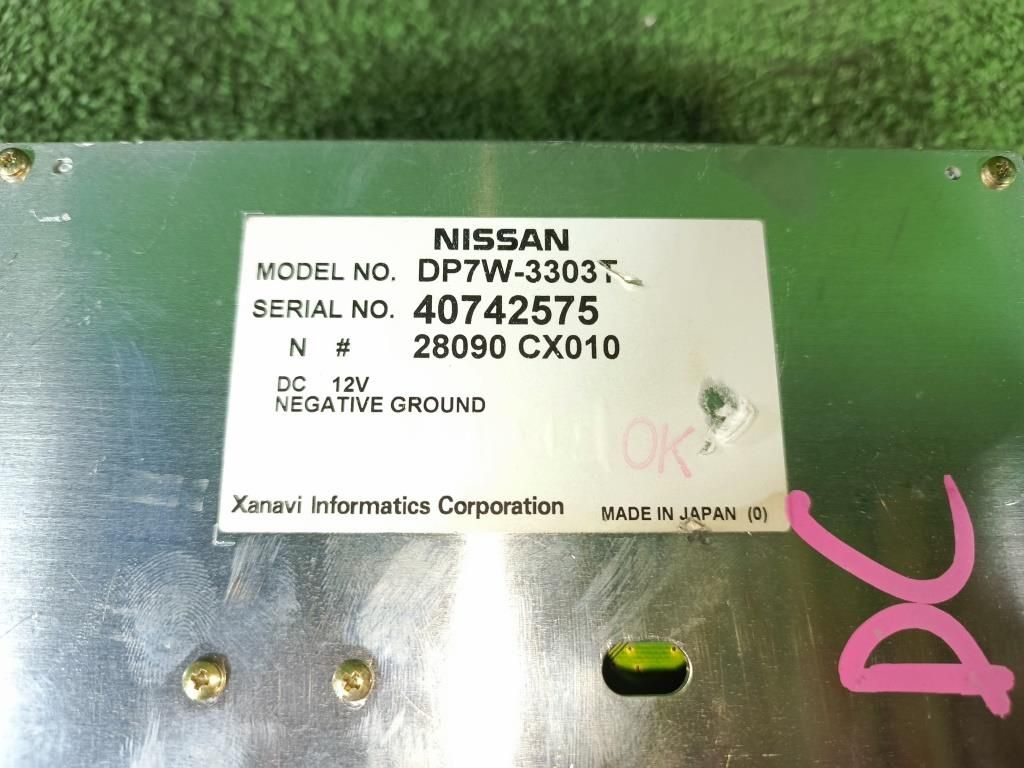 NISSAN
MODEL NO. DP7W-3303T
SERIAL NO. 40742575
N # 28090 CX010
DC 12V
NEGATIVE GROUND
OK
Xanavi Informatics Corporation MADE IN JAPAN (0)
DC